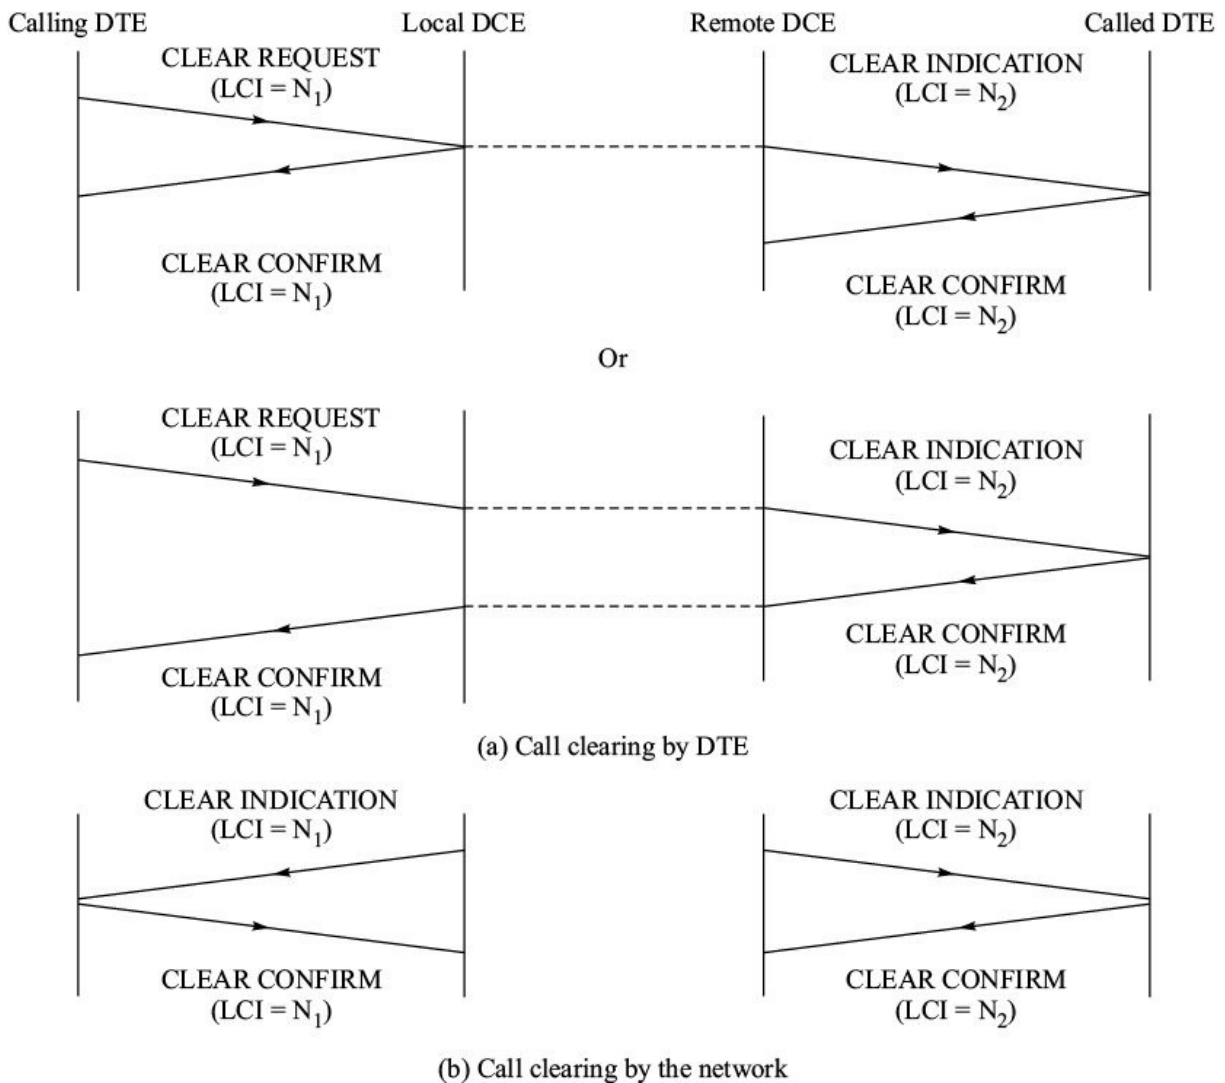 Calling DTE Local DCE Remote DCE Called DTE
CLEAR REQUEST
(LCI = N1)
CLEAR INDICATION
(LCI = N2)
CLEAR CONFIRM
(LCI = N1)
CLEAR CONFIRM
(LCI = N2)
Or
CLEAR REQUEST
(LCI = N1)
CLEAR INDICATION
(LCI = N2)
CLEAR CONFIRM
(LCI = N2)
CLEAR CONFIRM
(LCI = N1)
(a) Call clearing by DTE
CLEAR INDICATION
(LCI = N1)
CLEAR INDICATION
(LCI = N2)
CLEAR CONFIRM
(LCI = N1)
CLEAR CONFIRM
(LCI = N2)
(b) Call clearing by the network